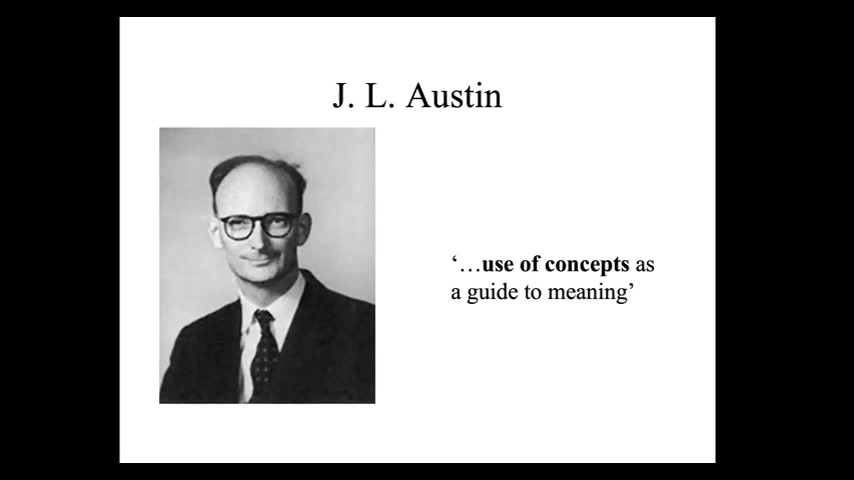 J. L. Austin
‘…use of concepts as
a guide to meaning’